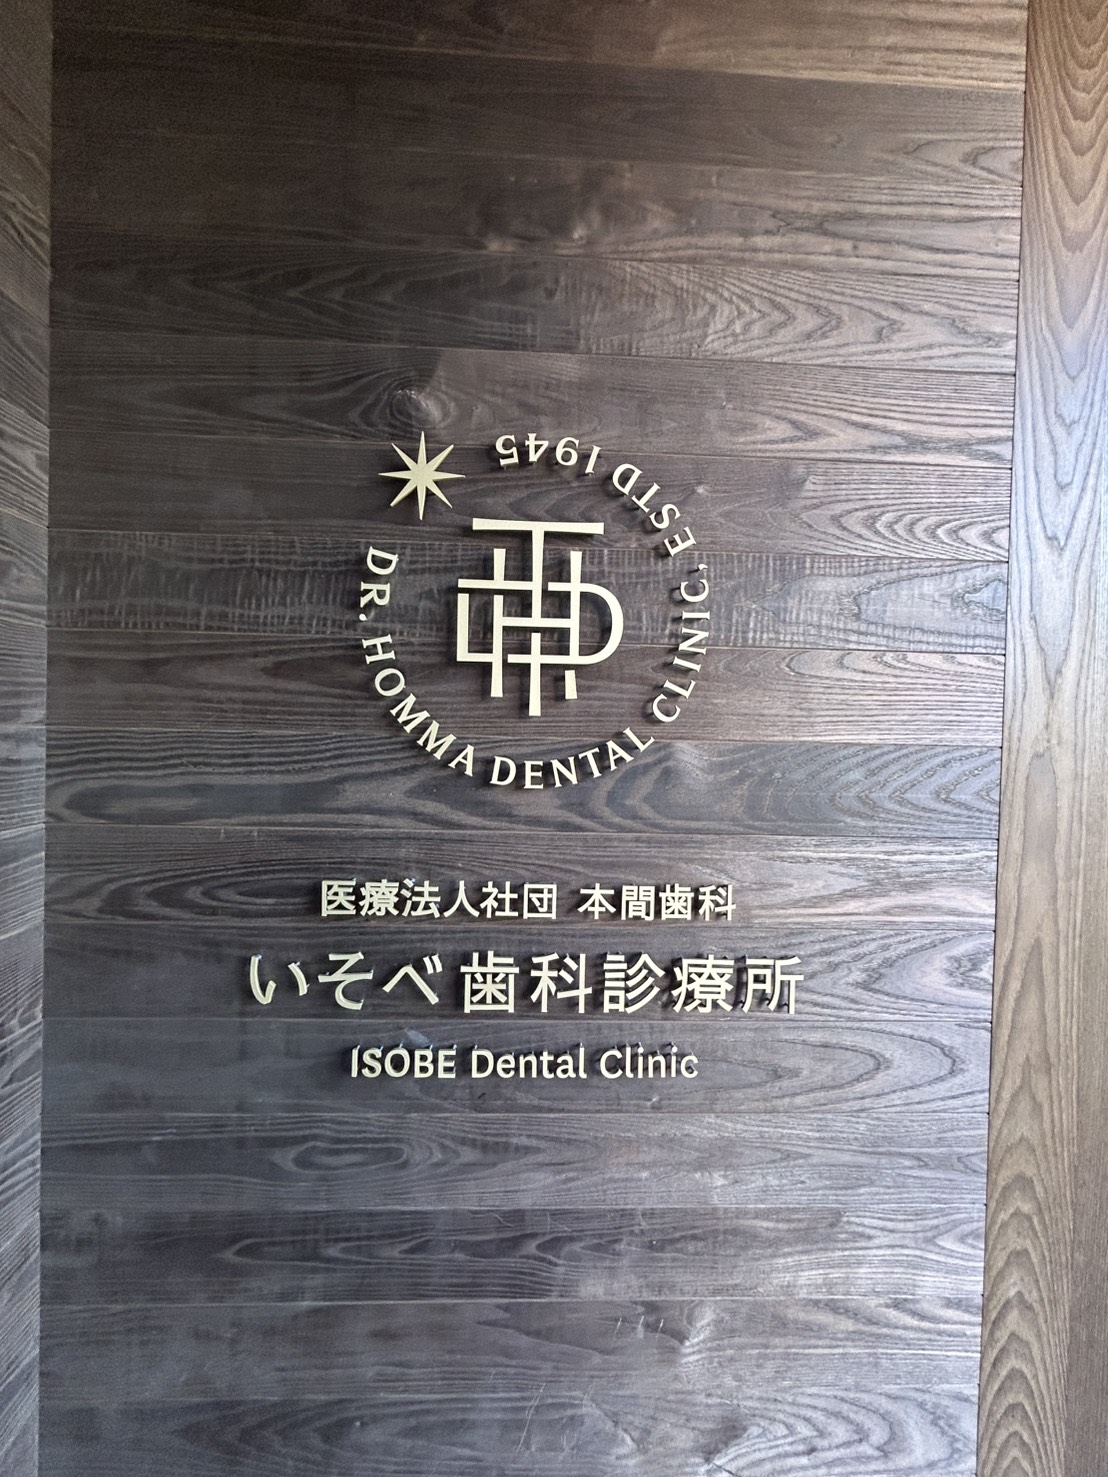 DR. HOMMA DENTAL CLINIC, ESTD 1945
医療法人社団 本間歯科
いそべ歯科診療所
ISOBE Dental Clinic